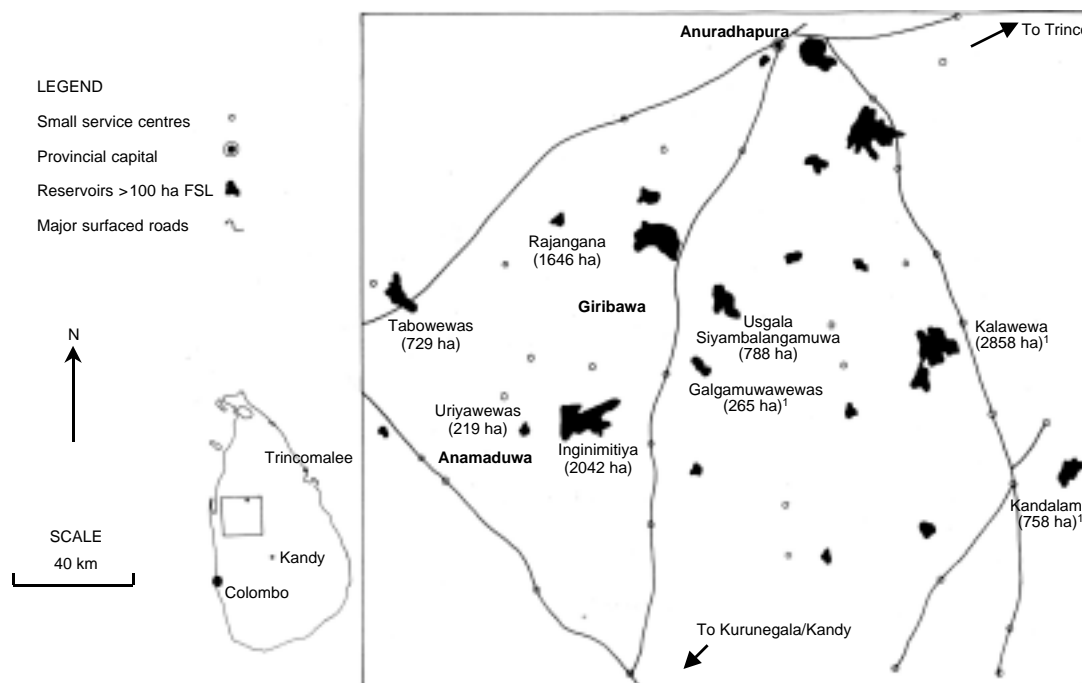 LEGEND
Small service centres
Provincial capital
Reservoirs >100 ha FSL
Major surfaced roads
N
SCALE
40 km
Trincomalee
Kandy
Colombo
Anuradhapura
To Trinco
Rajangana
(1646 ha)
Giribawa
Tabowewas
(729 ha)
Usgala
Siyambalangamuwa
(788 ha)
Kalawewa
(2858 ha)¹
Galgamuwawewas
(265 ha)¹
Uriyawewas
(219 ha)
Anamaduwa
Inginimitiya
(2042 ha)
Kandalam
(758 ha)¹
To Kurunegala/Kandy